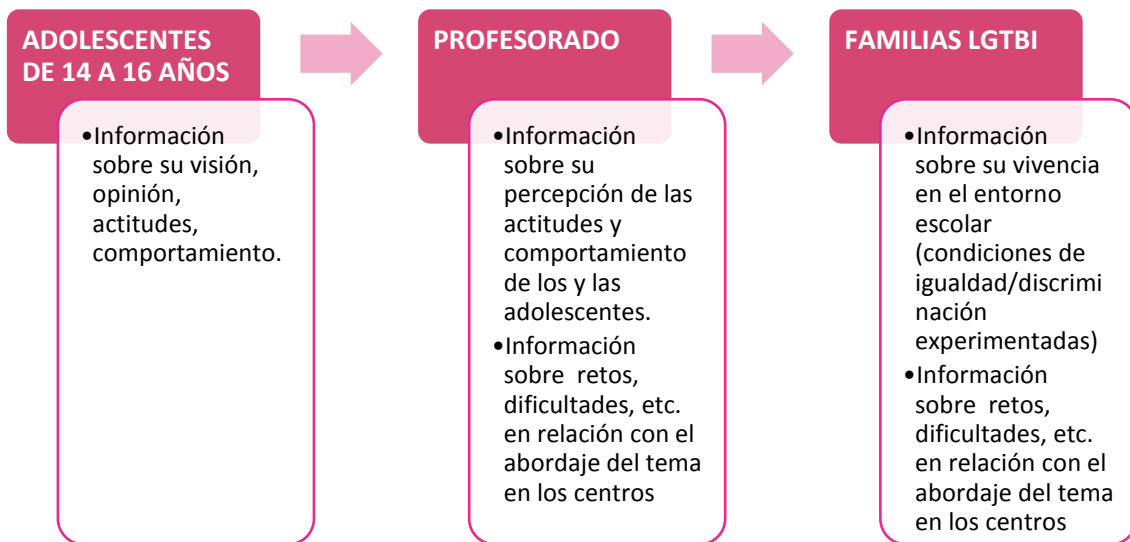 ADOLESCENTES
DE 14 A 16 AÑOS
•Información
sobre su visión,
opinión,
actitudes,
comportamiento.
PROFESORADO
•Información
sobre su
percepción de las
actitudes y
comportamiento
de los y las
adolescentes.
•Información
sobre  retos,
dificultades, etc.
en relación con el
abordaje del tema
en los centros
FAMILIAS LGTBI
•Información
sobre su vivencia
en el entorno
escolar
(condiciones de
igualdad/discrimi
nación
experimentadas)
•Información
sobre  retos,
dificultades, etc.
en relación con el
abordaje del tema
en los centros